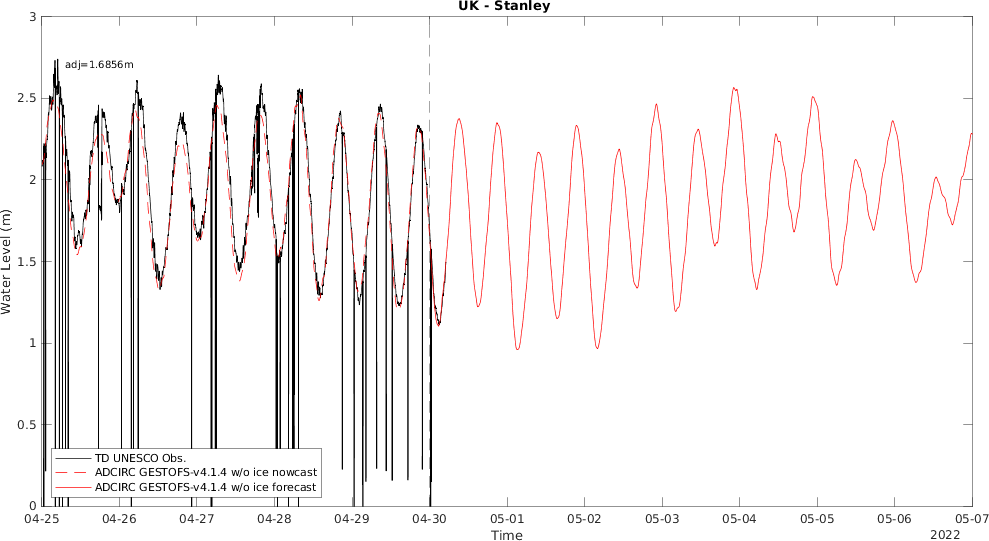 UK - Stanley
adj=1.6856m
Water Level (m)
3
2.5
2
1.5
1
0.5
0
TD UNESCO Obs.
ADCIRC GESTOFS-v4.1.4 w/o ice nowcast
ADCIRC GESTOFS-v4.1.4 w/o ice forecast
04-25 04-26 04-27 04-28 04-29 04-30 05-01 05-02 05-03 05-04 05-05 05-06 05-07
Time
2022